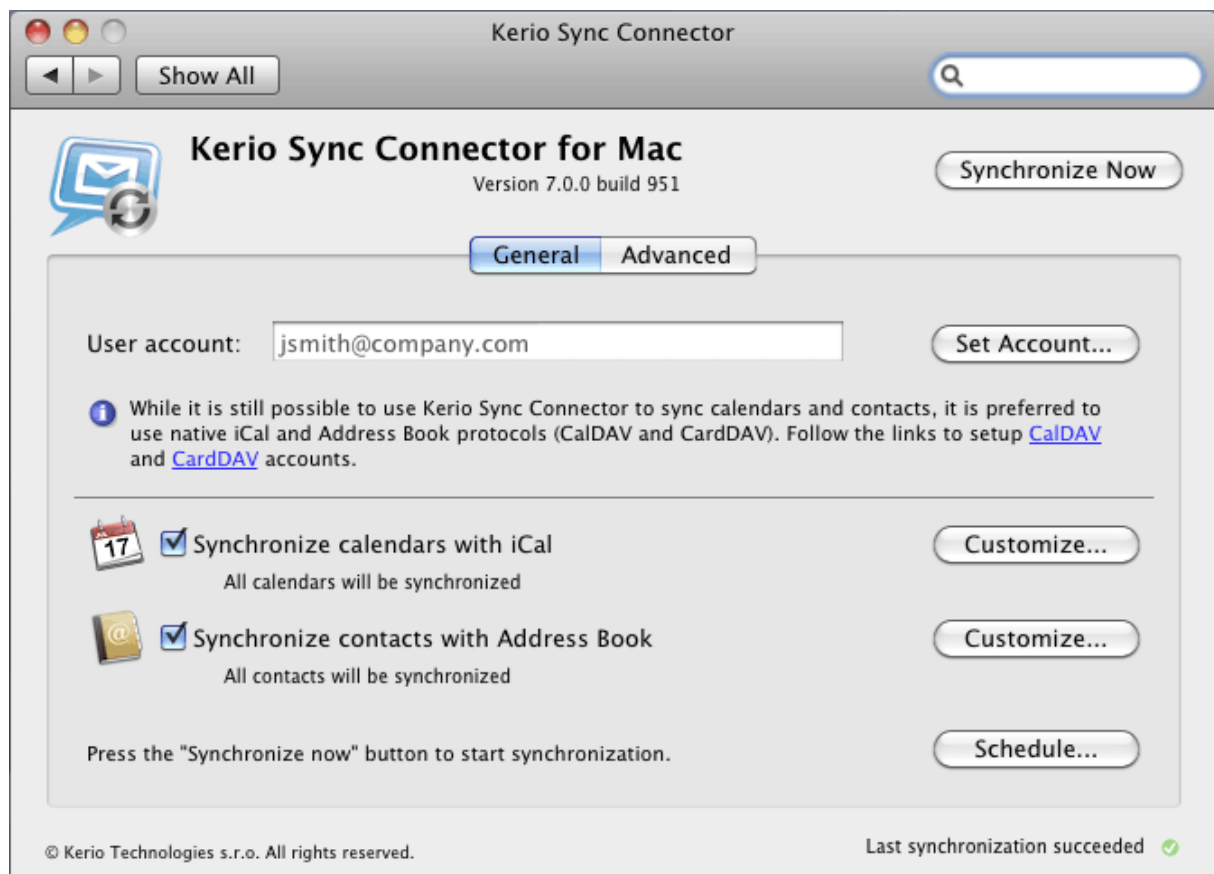 Kerio Sync Connector
Show All
Kerio Sync Connector for Mac
Version 7.0.0 build 951
Synchronize Now
General Advanced
User account: jsmith@company.com Set Account...
While it is still possible to use Kerio Sync Connector to sync calendars and contacts, it is preferred to
use native iCal and Address Book protocols (CalDAV and CardDAV). Follow the links to setup CalDAV
and CardDAV accounts.
17
Synchronize calendars with iCal Customize...
All calendars will be synchronized
@
Synchronize contacts with Address Book Customize...
All contacts will be synchronized
Press the "Synchronize now" button to start synchronization. Schedule...
© Kerio Technologies s.r.o. All rights reserved. Last synchronization succeeded